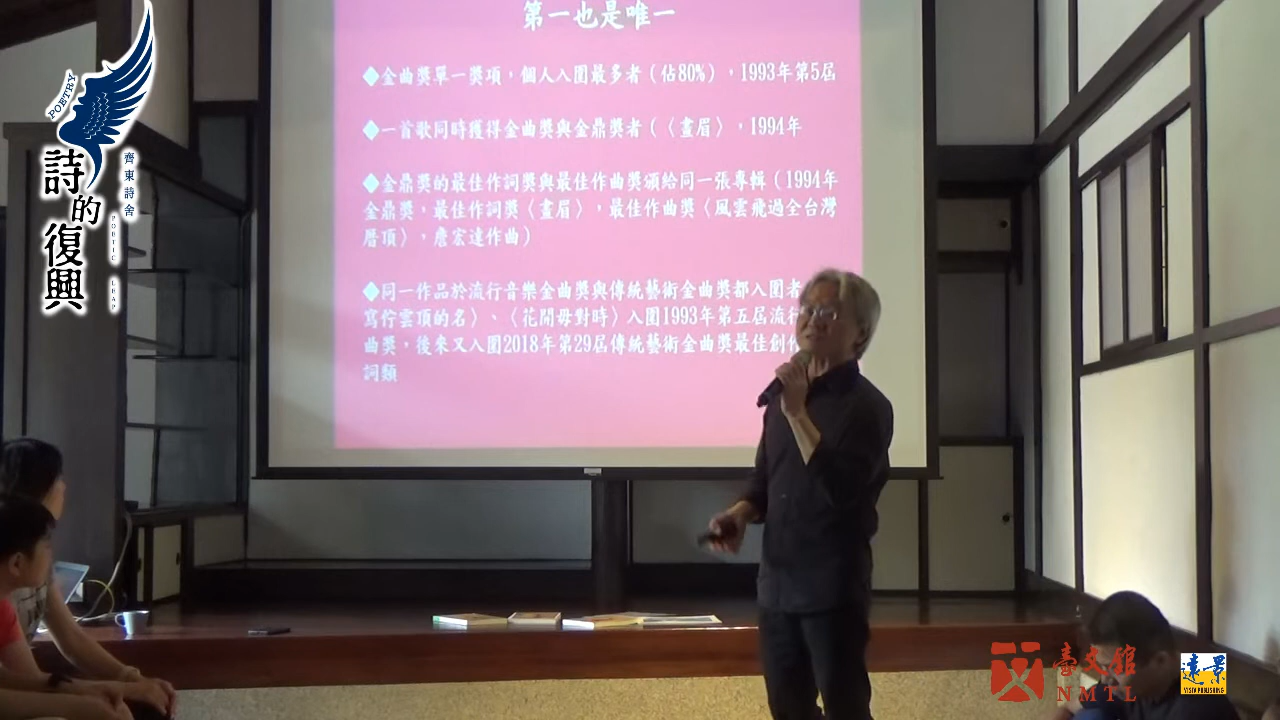 第一也是唯一
◆金曲獎單一獎項，個人入圍最多者（佔80%），1993年第5屆
◆一首歌同時獲得金曲獎與金鼎獎者（〈畫眉〉，1994年
◆金鼎獎的最佳作詞獎與最佳作曲獎頒給同一張專輯（1994年
金鼎獎，最佳作詞獎〈畫眉〉，最佳作曲獎〈風雲飛過全台灣
厝頂〉，詹宏達作曲）
◆同一作品於流行音樂金曲獎與傳統藝術金曲獎都入圍者
寫佇雲頂的名〉、〈花開毋對時〉入圍1993年第五屆流行
曲獎，後來又入圍2018年第29屆傳統藝術金曲獎最佳創作
詞類
POETRY
詩的復興
齊東詩舍
POETIC LEAP
臺文館
NMTL
遠景
VISTA PUBLISHING